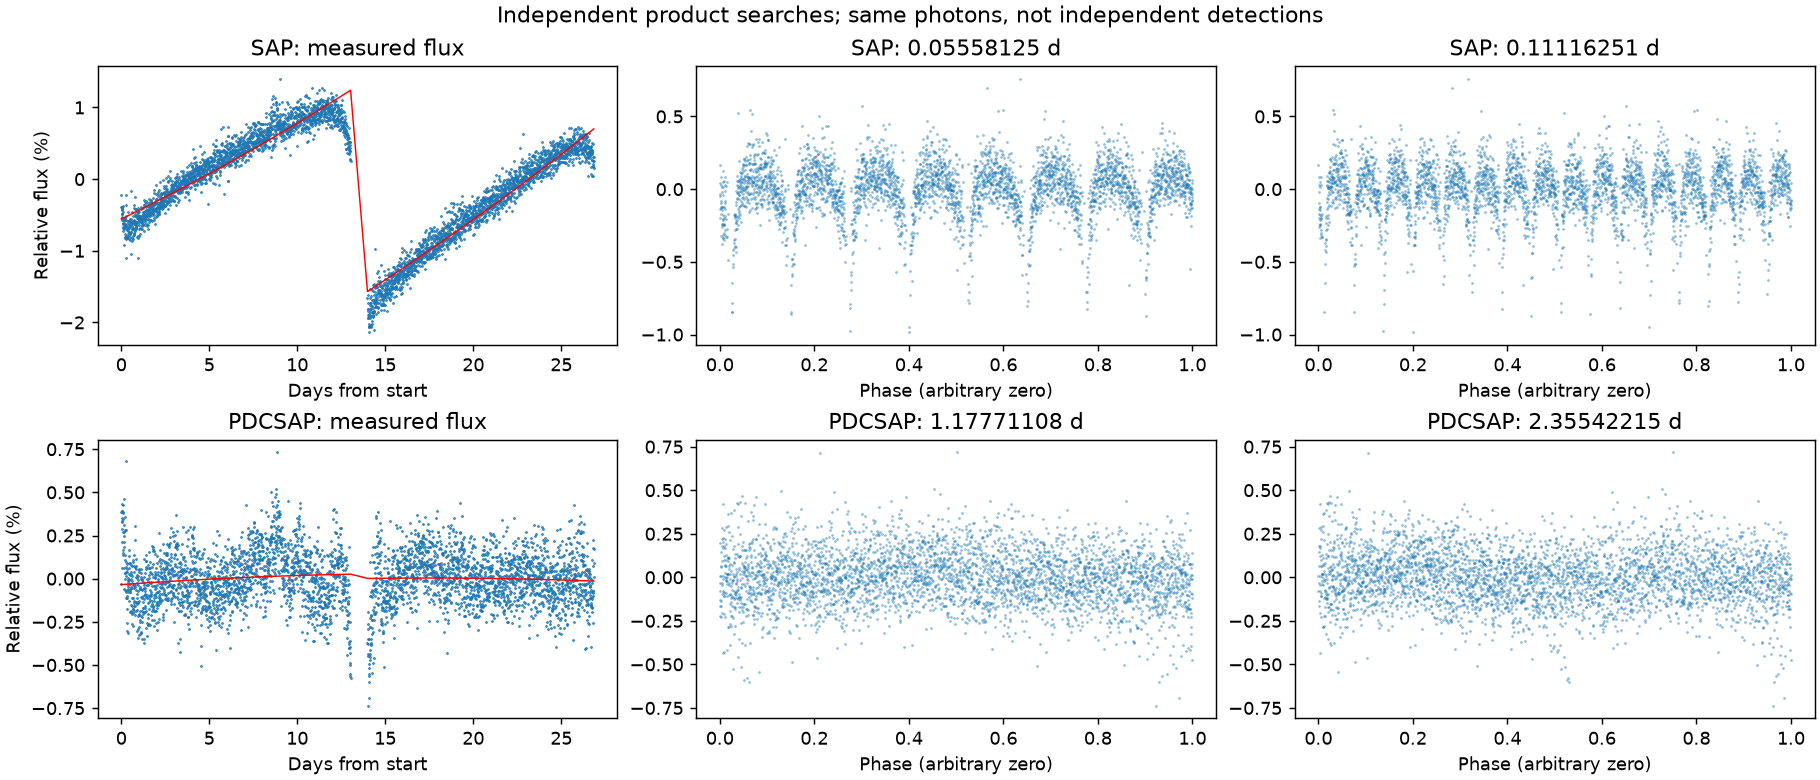 Independent product searches; same photons, not independent detections
SAP: measured flux
SAP: 0.05558125 d
SAP: 0.11116251 d
Relative flux (%)
1
0
−1
−2
0 5 10 15 20 25
Days from start
0.5
0.0
−0.5
−1.0
0.0 0.2 0.4 0.6 0.8 1.0
Phase (arbitrary zero)
0.5
0.0
−0.5
−1.0
0.0 0.2 0.4 0.6 0.8 1.0
Phase (arbitrary zero)
PDCSAP: measured flux
PDCSAP: 1.17771108 d
PDCSAP: 2.35542215 d
Relative flux (%)
0.75
0.50
0.25
0.00
−0.25
−0.50
−0.75
0 5 10 15 20 25
Days from start
0.75
0.50
0.25
0.00
−0.25
−0.50
−0.75
0.0 0.2 0.4 0.6 0.8 1.0
Phase (arbitrary zero)
0.75
0.50
0.25
0.00
−0.25
−0.50
−0.75
0.0 0.2 0.4 0.6 0.8 1.0
Phase (arbitrary zero)